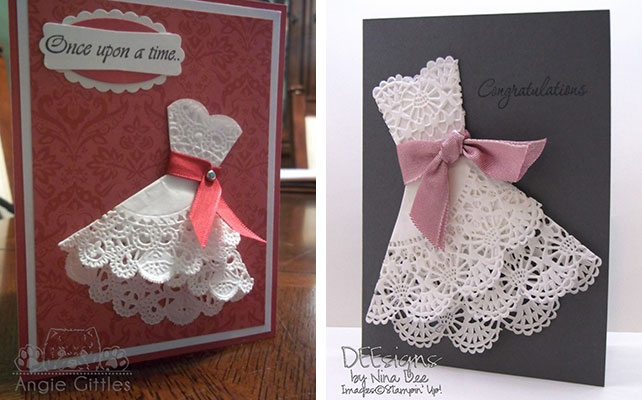 Once upon a time..
Angie Gittles
Congratulations
DEEsigns
by Nina Dee
Images©Stampin' Up!